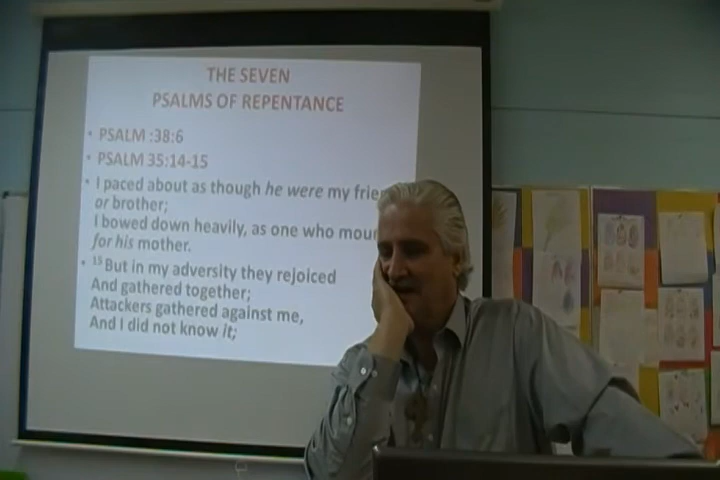 THE SEVEN
PSALMS OF REPENTANCE
• PSALM :38:6
• PSALM 35:14-15
• I paced about as though he were my frie
or brother;
I bowed down heavily, as one who mour
for his mother.
• 15 But in my adversity they rejoiced
And gathered together;
Attackers gathered against me,
And I did not know it;